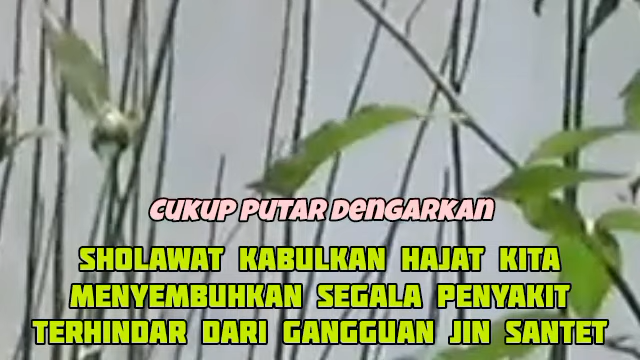 CUKUP PUTAR DENGARKAN
SHOLAWAT KABULKAN HAJAT KITA
MENYEMBUHKAN SEGALA PENYAKIT
TERHINDAR DARI GANGGUAN JIN SANTET